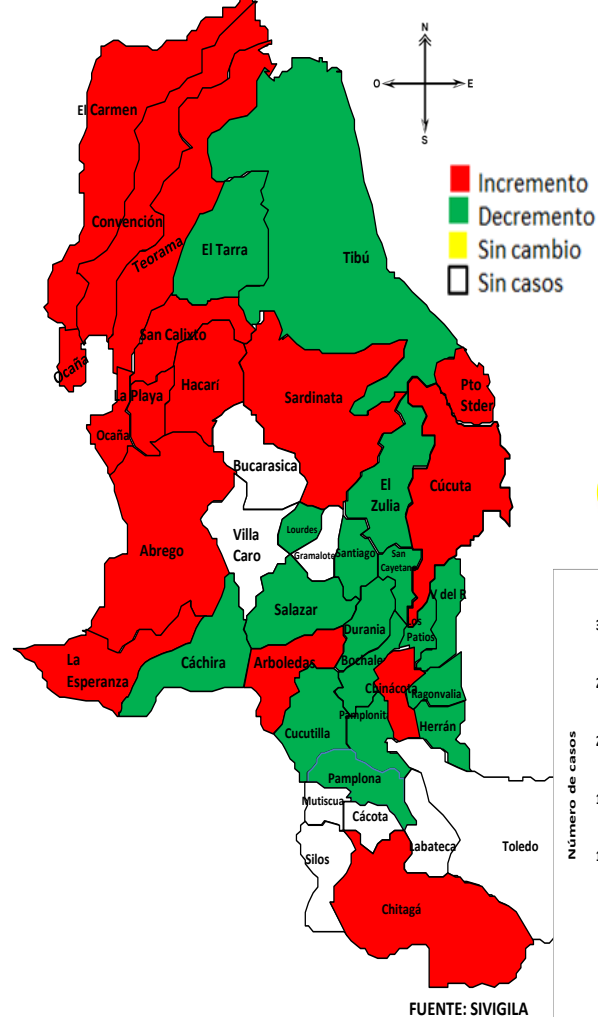 N
O
E
S
Incremento
Decremento
Sin cambio
Sin casos
El Carmen
Convención
Teorama
El Tarra
Tibú
San Calixto
Ocaña
La Playa
Hacarí
Sardinata
Pto
Stder
Ocaña
Bucarasica
El
Zulia
Cúcuta
Villa
Caro
Lourdes
Gramalote
Santiago
San
Cayetano
Abrego
V del R
Salazar
Durania
Los
Patios
La
Esperanza
Cáchira
Arboledas
Bochale
Chinácota
Ragonvalia
Pamplonit
Herrán
Cucutilla
Pamplona
Mutiscua
Cácota
Labateca
Toledo
Silos
Chitagá
Número de casos
FUENTE: SIVIGILA